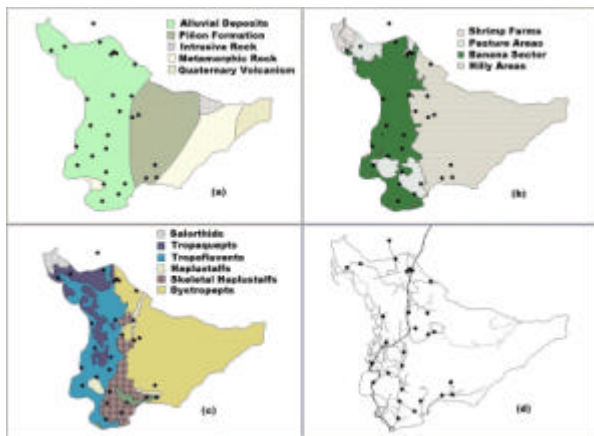 Alluvial Deposits
Piñon Formation
Intrusive Rock
Metamorphic Rock
Quaternary Volcanism
(a)
Shrimp Farms
Pasture Areas
Banana Sector
Hilly Areas
(b)
Salorthids
Tropaquepts
Tropofluvents
Haplustalfs
Skeletal Haplustalfs
Dystropepts
(c)
(d)